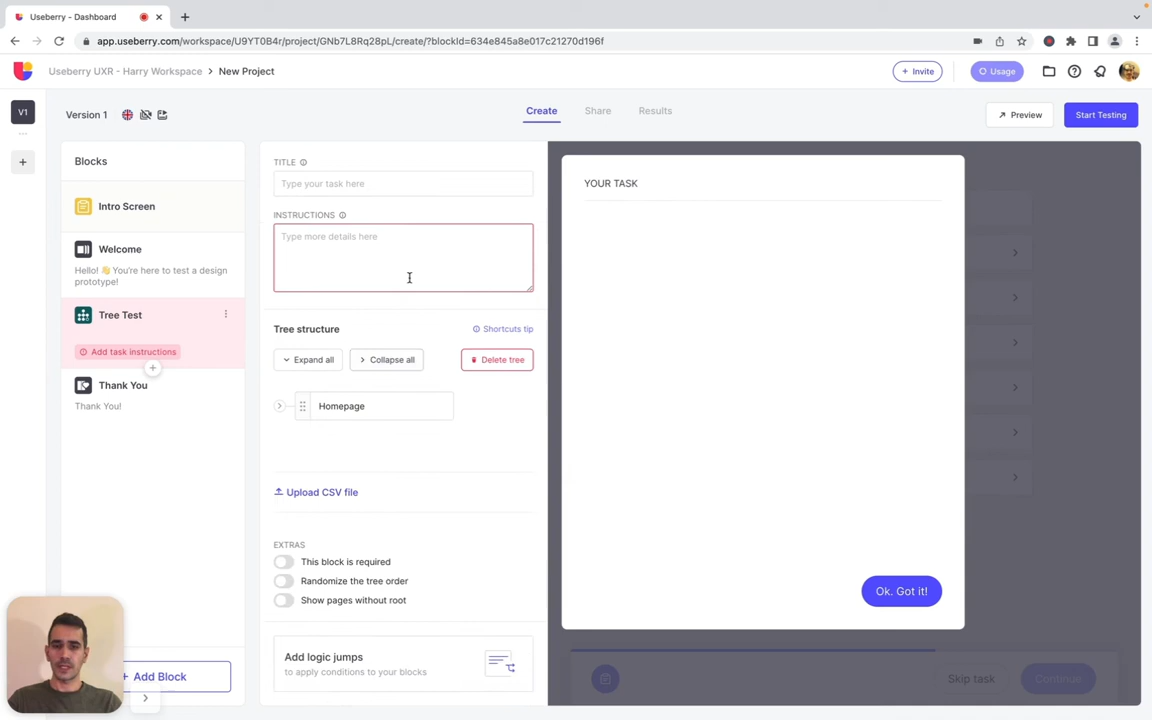 Useberry - Dashboard
app.useberry.com/workspace/U9YT0B4r/project/GNb7L8Rq28pL/create/?blockId=634e845a8e017c21270d196f
Useberry UXR - Harry Workspace > New Project
+ Invite
Usage
V1
Version 1
Create
Share
Results
Preview
Start Testing
Blocks
Intro Screen
Welcome
Hello! 👋 You're here to test a design
prototype!
Tree Test
Add task instructions
Thank You
Thank You!
+ Add Block
TITLE
Type your task here
INSTRUCTIONS
Type more details here
Tree structure
Shortcuts tip
Expand all
Collapse all
Delete tree
Homepage
Upload CSV file
EXTRAS
This block is required
Randomize the tree order
Show pages without root
Add logic jumps
to apply conditions to your blocks
YOUR TASK
Ok. Got it!
Skip task
Continue